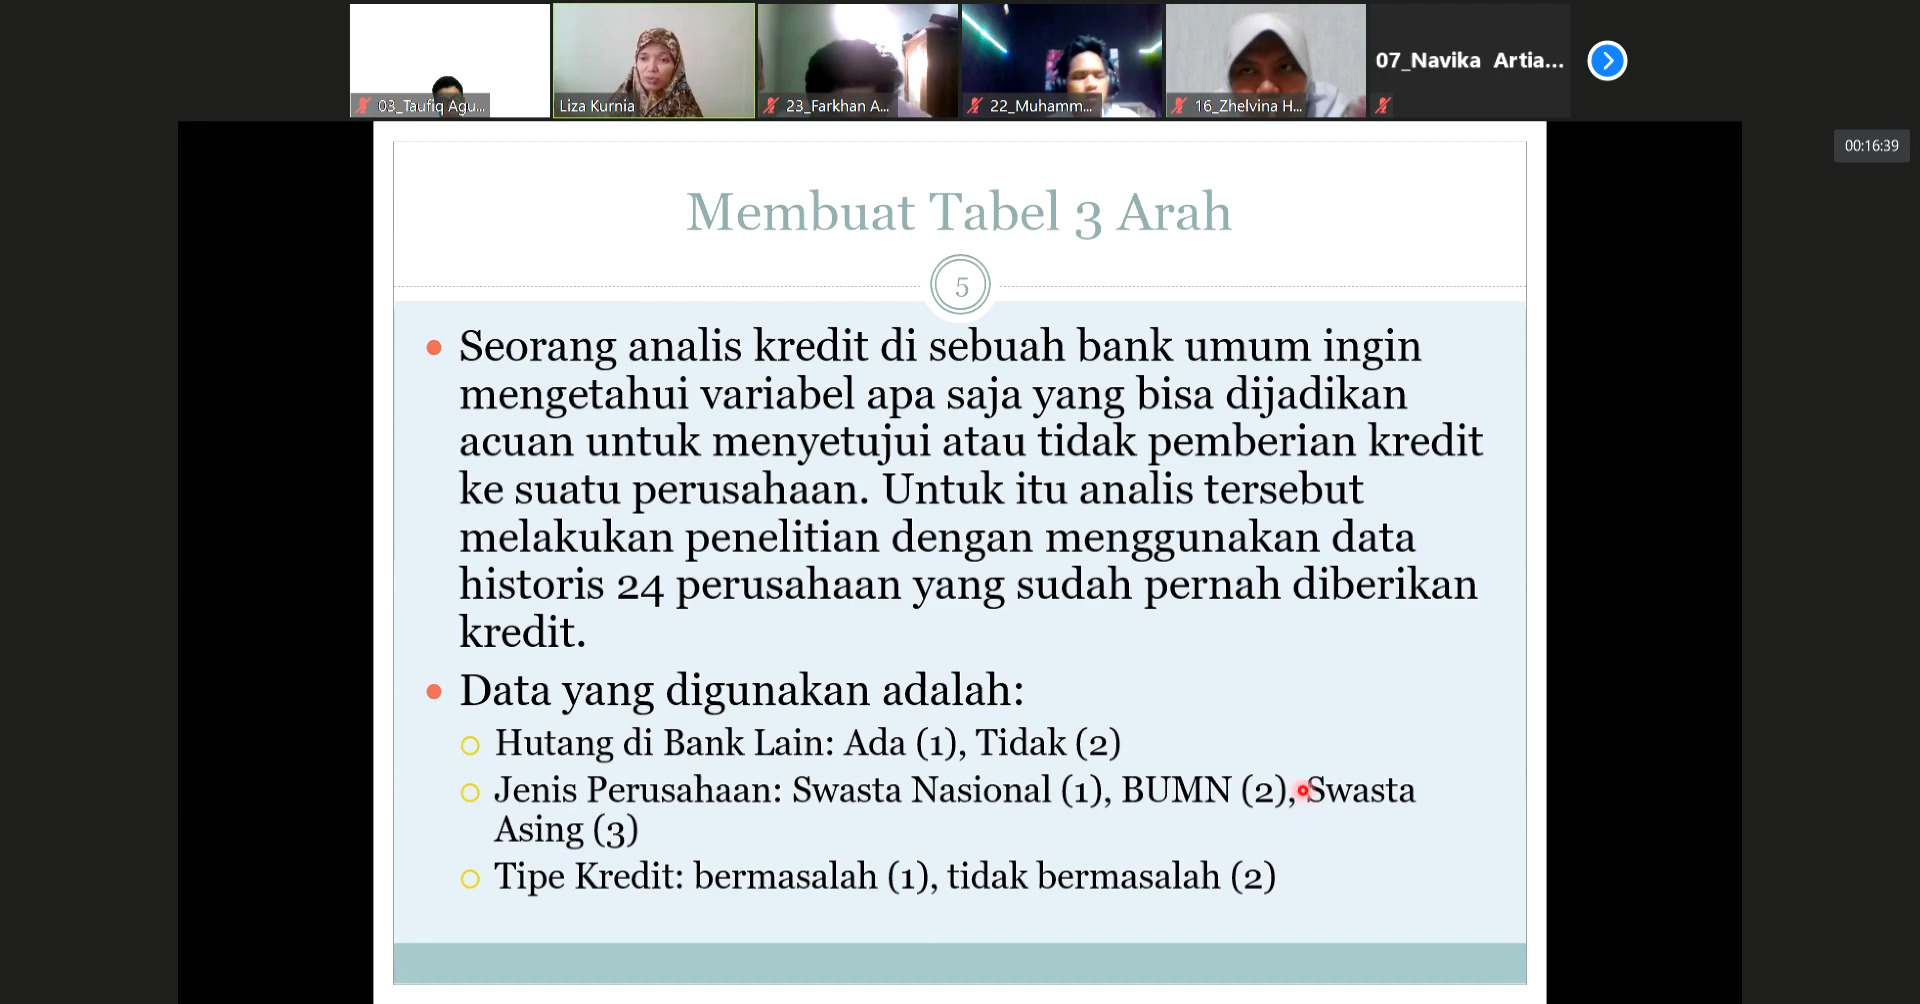 03_Taufiq Agu...
Liza Kurnia
23_Farkhan A...
22_Muhamm...
16_Zhelvina H...
07_Navika Artia...
00:16:39
Membuat Tabel 3 Arah
5
Seorang analis kredit di sebuah bank umum ingin
mengetahui variabel apa saja yang bisa dijadikan
acuan untuk menyetujui atau tidak pemberian kredit
ke suatu perusahaan. Untuk itu analis tersebut
melakukan penelitian dengan menggunakan data
historis 24 perusahaan yang sudah pernah diberikan
kredit.
Data yang digunakan adalah:
Hutang di Bank Lain: Ada (1), Tidak (2)
Jenis Perusahaan: Swasta Nasional (1), BUMN (2), Swasta
Asing (3)
Tipe Kredit: bermasalah (1), tidak bermasalah (2)